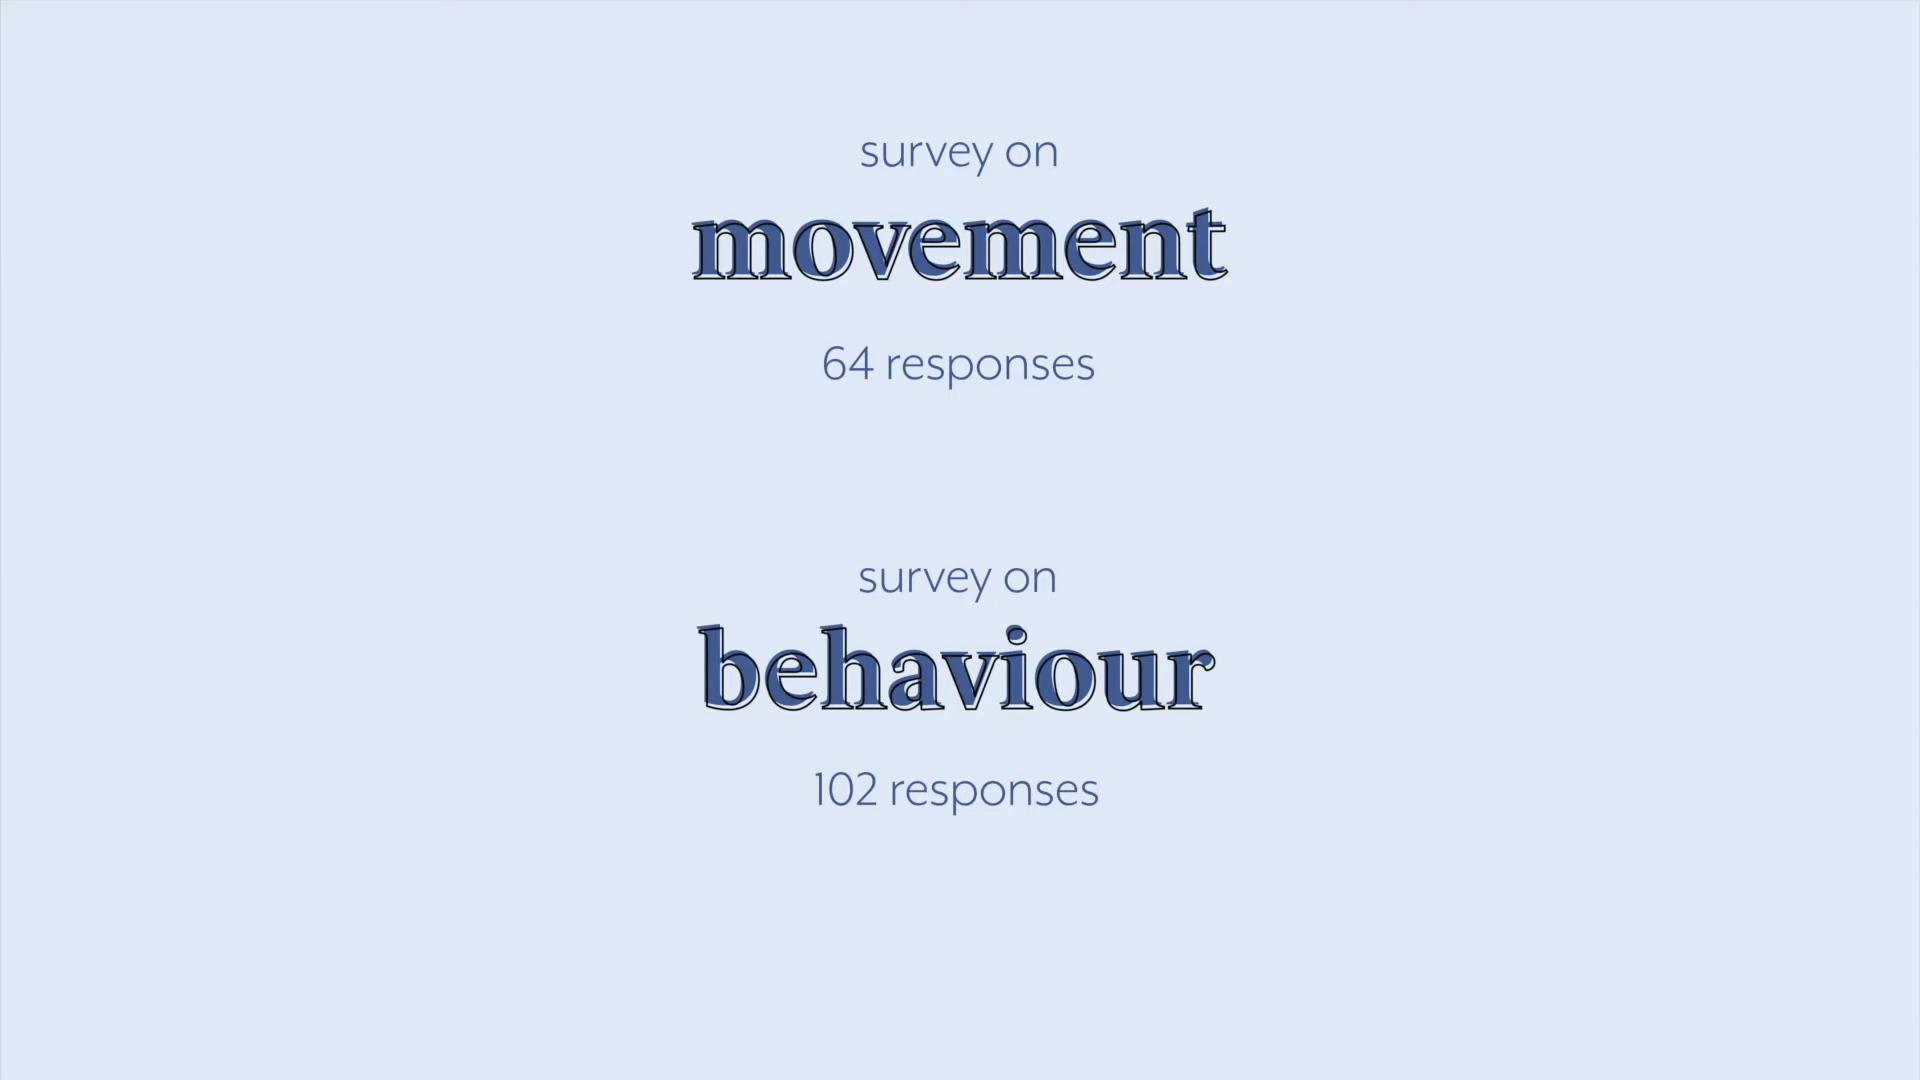 survey on
movement
64 responses
survey on
behaviour
102 responses